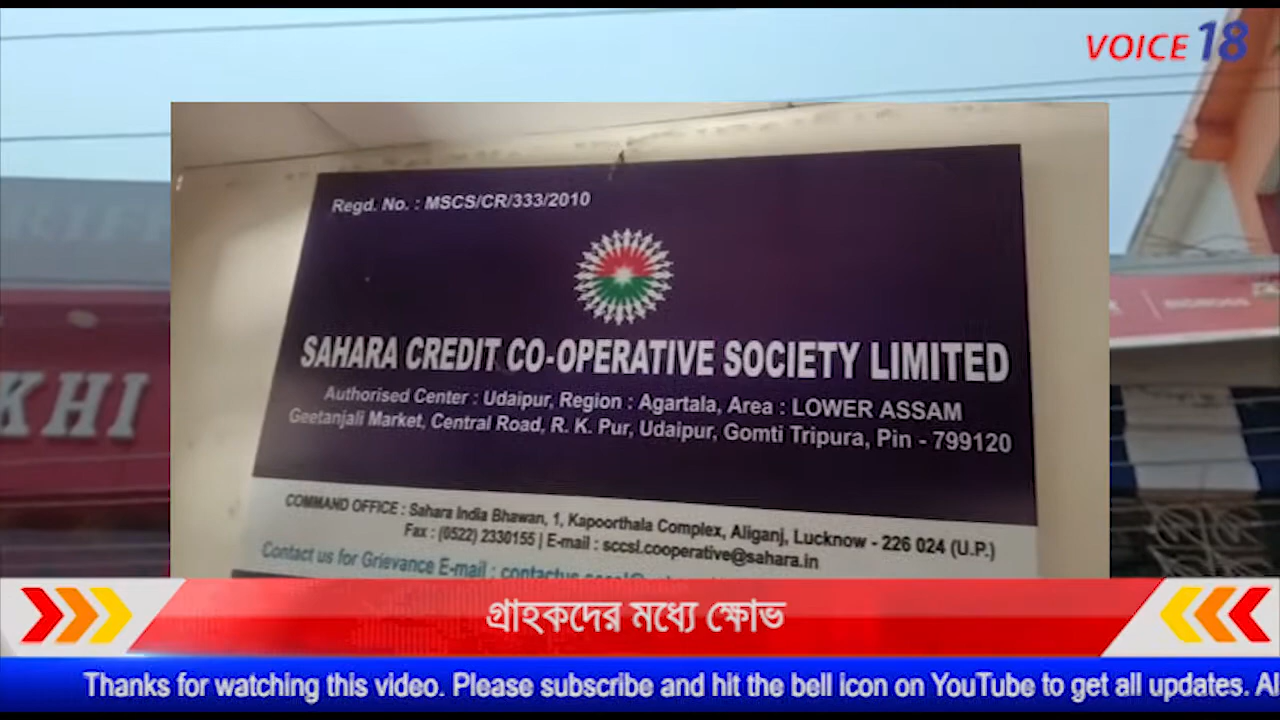 VOICE 18
Regd. No. : MSCS/CR/333/2010
SAHARA CREDIT CO-OPERATIVE SOCIETY LIMITED
Authorised Center : Udaipur, Region : Agartala, Area : LOWER ASSAM
Geetanjali Market, Central Road, R. K. Pur, Udaipur, Gomti Tripura, Pin - 799120
COMMAND OFFICE : Sahara India Bhawan, 1, Kapoorthala Complex, Aliganj, Lucknow - 226 024 (U.P.)
Fax : (0522) 2330155 | E-mail : sccsl.cooperative@sahara.in
Contact us for Grievance E-mail :
KHI
গ্রাহকদের মধ্যে ক্ষোভ
Thanks for watching this video. Please subscribe and hit the bell icon on YouTube to get all updates. Al